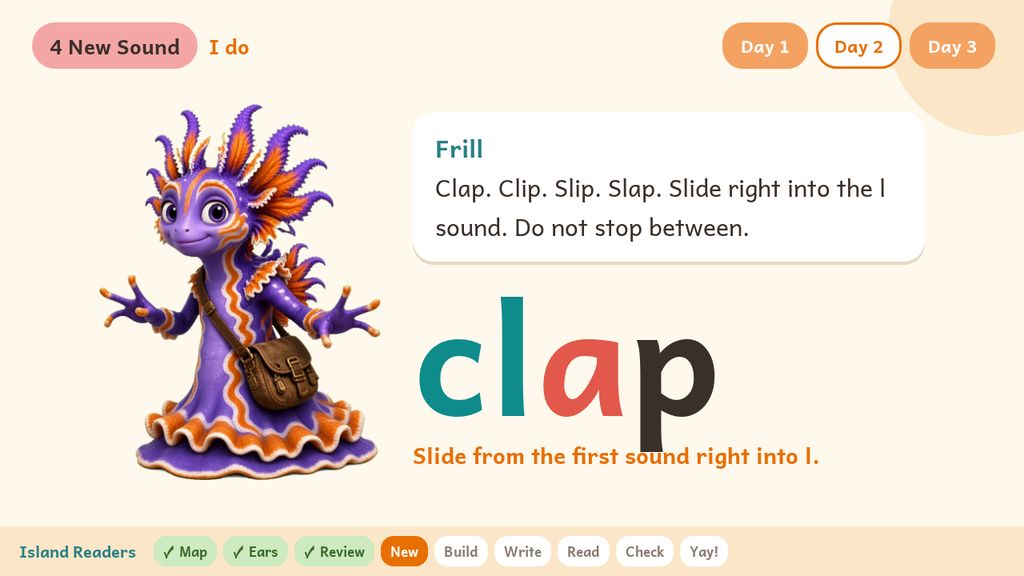 4 New Sound
I do
Day 1
Day 2
Day 3
Frill
Clap. Clip. Slip. Slap. Slide right into the l
sound. Do not stop between.
clap
Slide from the first sound right into l.
Island Readers
✓ Map
✓ Ears
✓ Review
New
Build
Write
Read
Check
Yay!